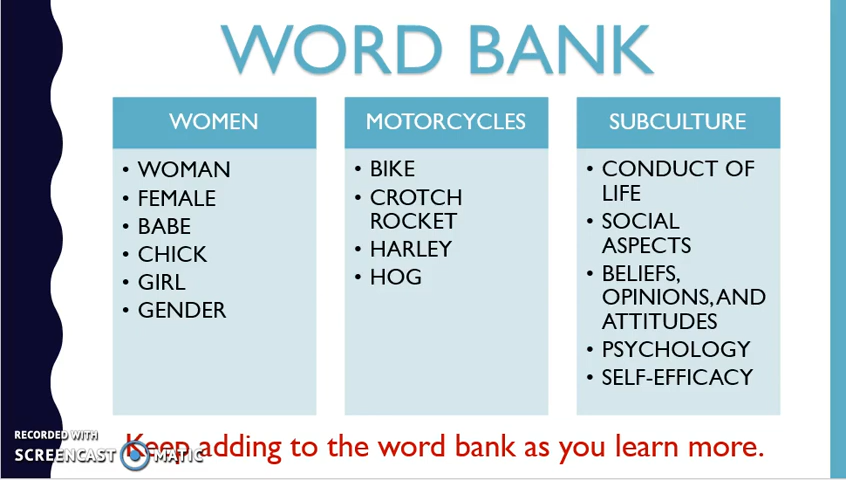 WORD BANK
WOMEN
• WOMAN
• FEMALE
• BABE
• CHICK
• GIRL
• GENDER
MOTORCYCLES
• BIKE
• CROTCH
ROCKET
• HARLEY
• HOG
SUBCULTURE
• CONDUCT OF
LIFE
• SOCIAL
ASPECTS
• BELIEFS,
OPINIONS, AND
ATTITUDES
• PSYCHOLOGY
• SELF-EFFICACY
Keep adding to the word bank as you learn more.
RECORDED WITH
SCREENCAST MATIC